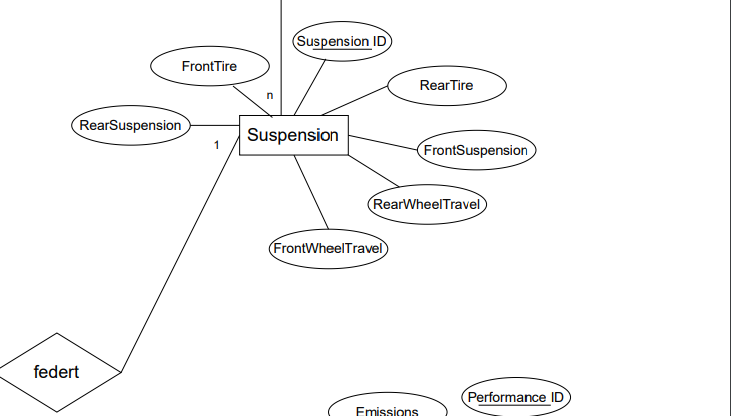 Suspension ID
FrontTire
RearTire
n
RearSuspension
Suspension
1
FrontSuspension
RearWheelTravel
FrontWheelTravel
federt
Performance ID
Emissions